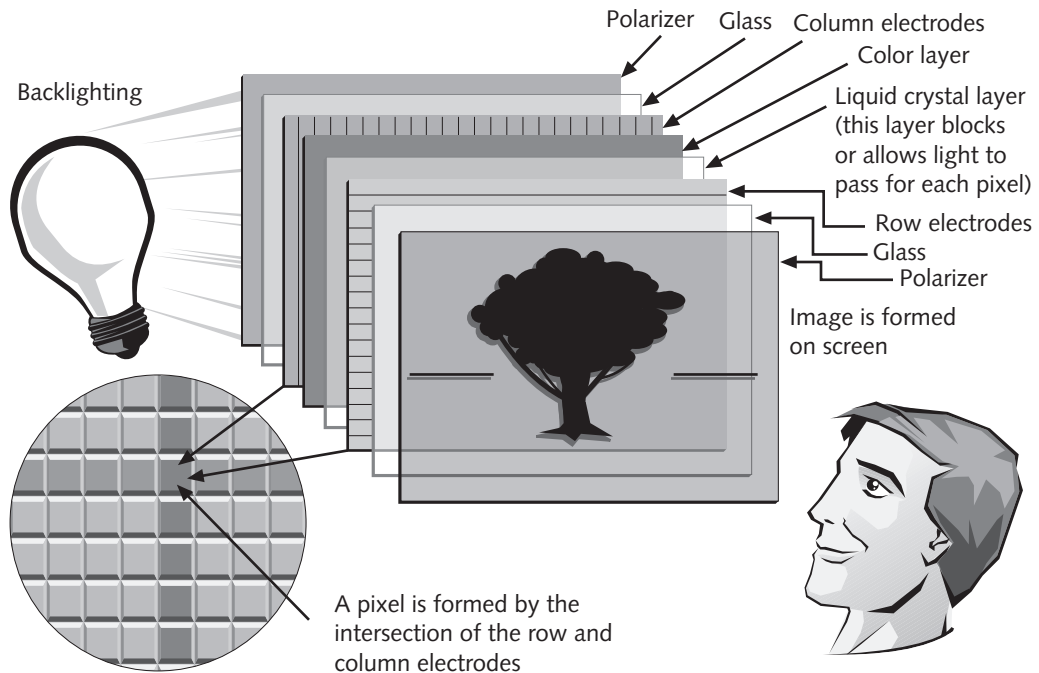 Polarizer
Glass
Column electrodes
Color layer
Backlighting
Liquid crystal layer
(this layer blocks
or allows light to
pass for each pixel)
Row electrodes
Glass
Polarizer
Image is formed
on screen
A pixel is formed by the
intersection of the row and
column electrodes